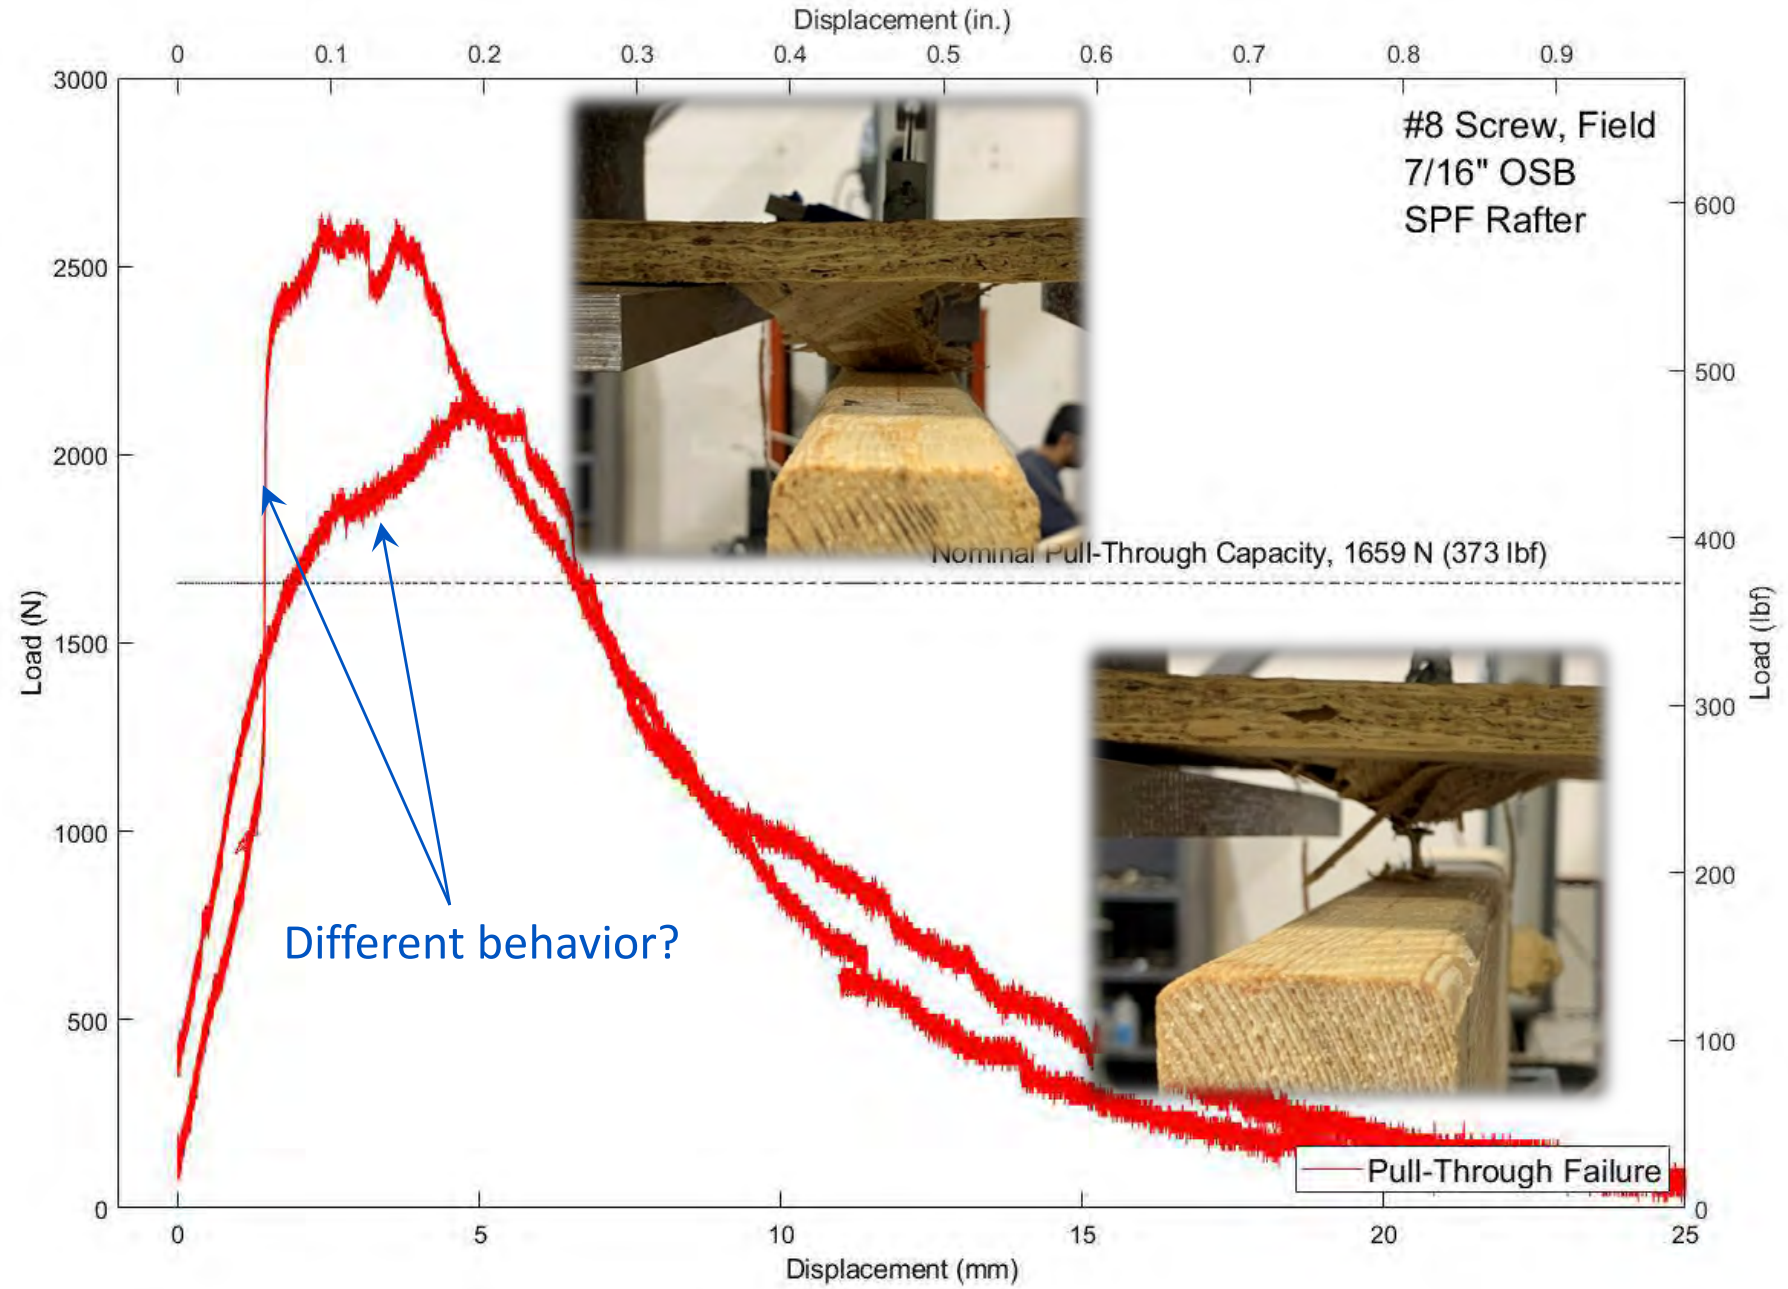 Displacement (in.)
0 0.1 0.2 0.3 0.4 0.5 0.6 0.7 0.8 0.9
3000
2500
2000
1500
1000
500
0
Load (N)
#8 Screw, Field
7/16" OSB
SPF Rafter
600
500
400
300
200
100
0
Load (lbf)
Nominal Pull-Through Capacity, 1659 N (373 lbf)
Different behavior?
Pull-Through Failure
0 5 10 15 20 25
Displacement (mm)